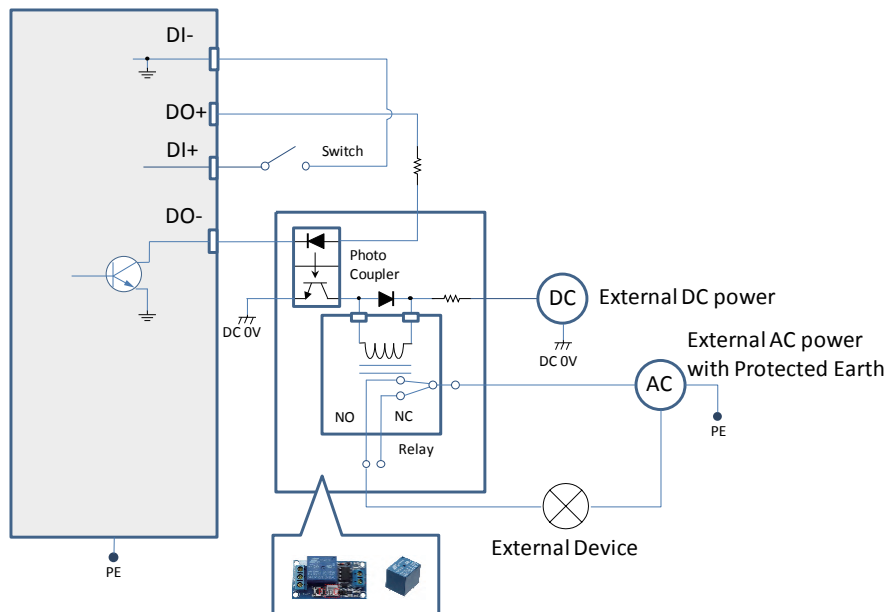 DI-
DO+
DI+
Switch
DO-
Photo
Coupler
DC 0V
DC
External DC power
DC 0V
External AC power
with Protected Earth
AC
PE
NO
NC
Relay
External Device
PE